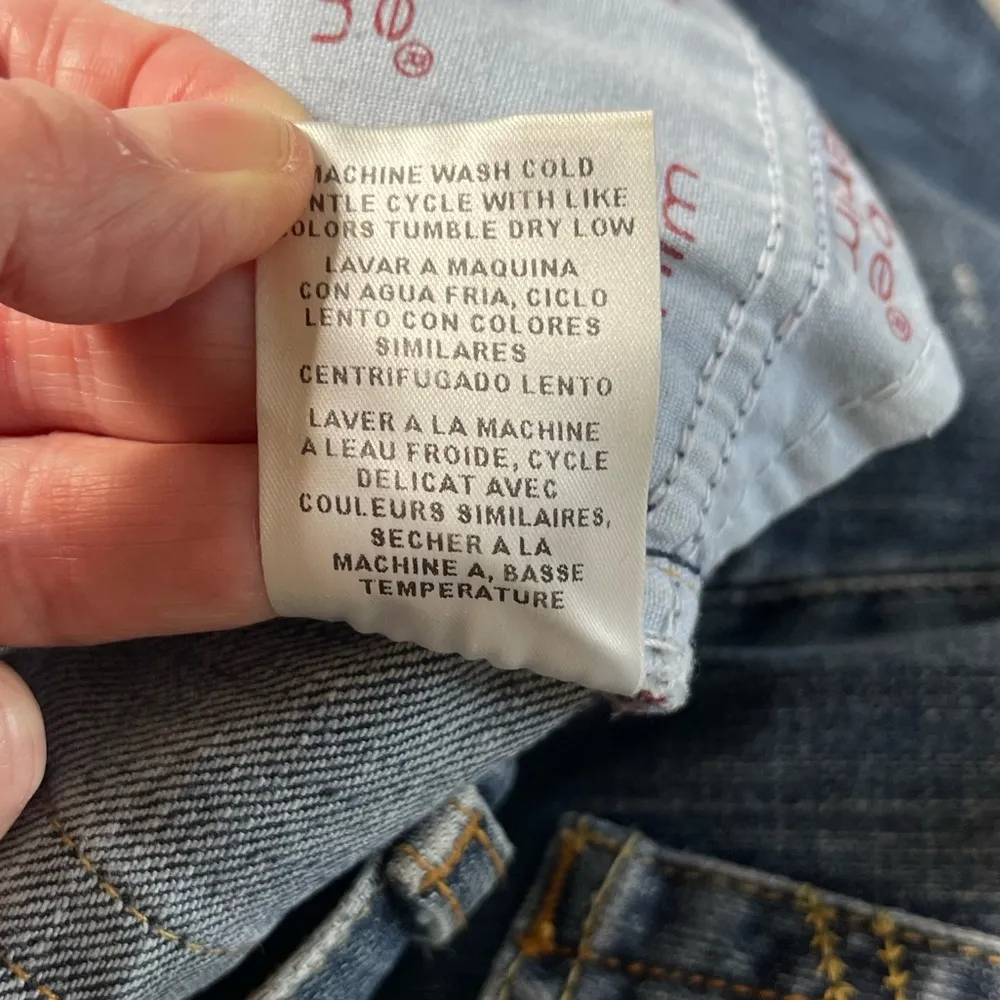 MACHINE WASH COLD
NTLE CYCLE WITH LIKE
COLORS TUMBLE DRY LOW
LAVAR A MAQUINA
CON AGUA FRIA, CICLO
LENTO CON COLORES
SIMILARES
CENTRIFUGADO LENTO
LAVER A LA MACHINE
A LEAU FROIDE, CYCLE
DELICAT AVEC
COULEURS SIMILAIRES,
SECHER A LA
MACHINE A, BASSE
TEMPERATURE